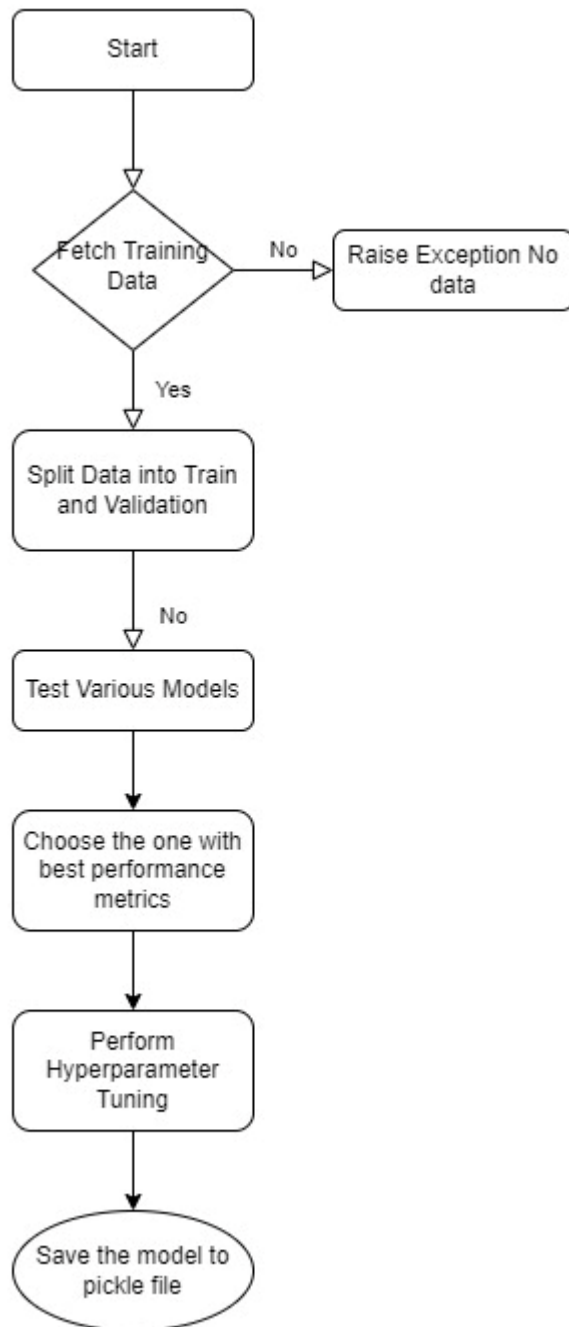 Start
Fetch Training
Data
No
Raise Exception No
data
Yes
Split Data into Train
and Validation
No
Test Various Models
Choose the one with
best performance
metrics
Perform
Hyperparameter
Tuning
Save the model to
pickle file